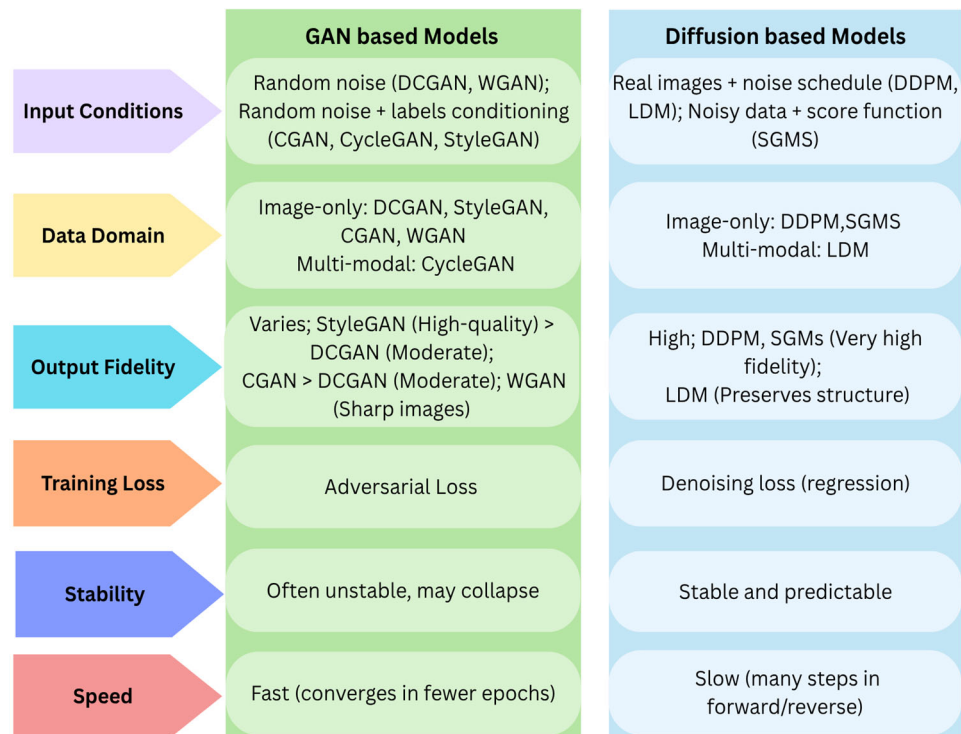 GAN based Models
Diffusion based Models
Input Conditions
Random noise (DCGAN, WGAN);
Random noise + labels conditioning
(CGAN, CycleGAN, StyleGAN)
Real images + noise schedule (DDPM,
LDM); Noisy data + score function
(SGMS)
Data Domain
Image-only: DCGAN, StyleGAN,
CGAN, WGAN
Multi-modal: CycleGAN
Image-only: DDPM,SGMS
Multi-modal: LDM
Output Fidelity
Varies; StyleGAN (High-quality) >
DCGAN (Moderate);
CGAN > DCGAN (Moderate); WGAN
(Sharp images)
High; DDPM, SGMs (Very high
fidelity);
LDM (Preserves structure)
Training Loss
Adversarial Loss
Denoising loss (regression)
Stability
Often unstable, may collapse
Stable and predictable
Speed
Fast (converges in fewer epochs)
Slow (many steps in
forward/reverse)